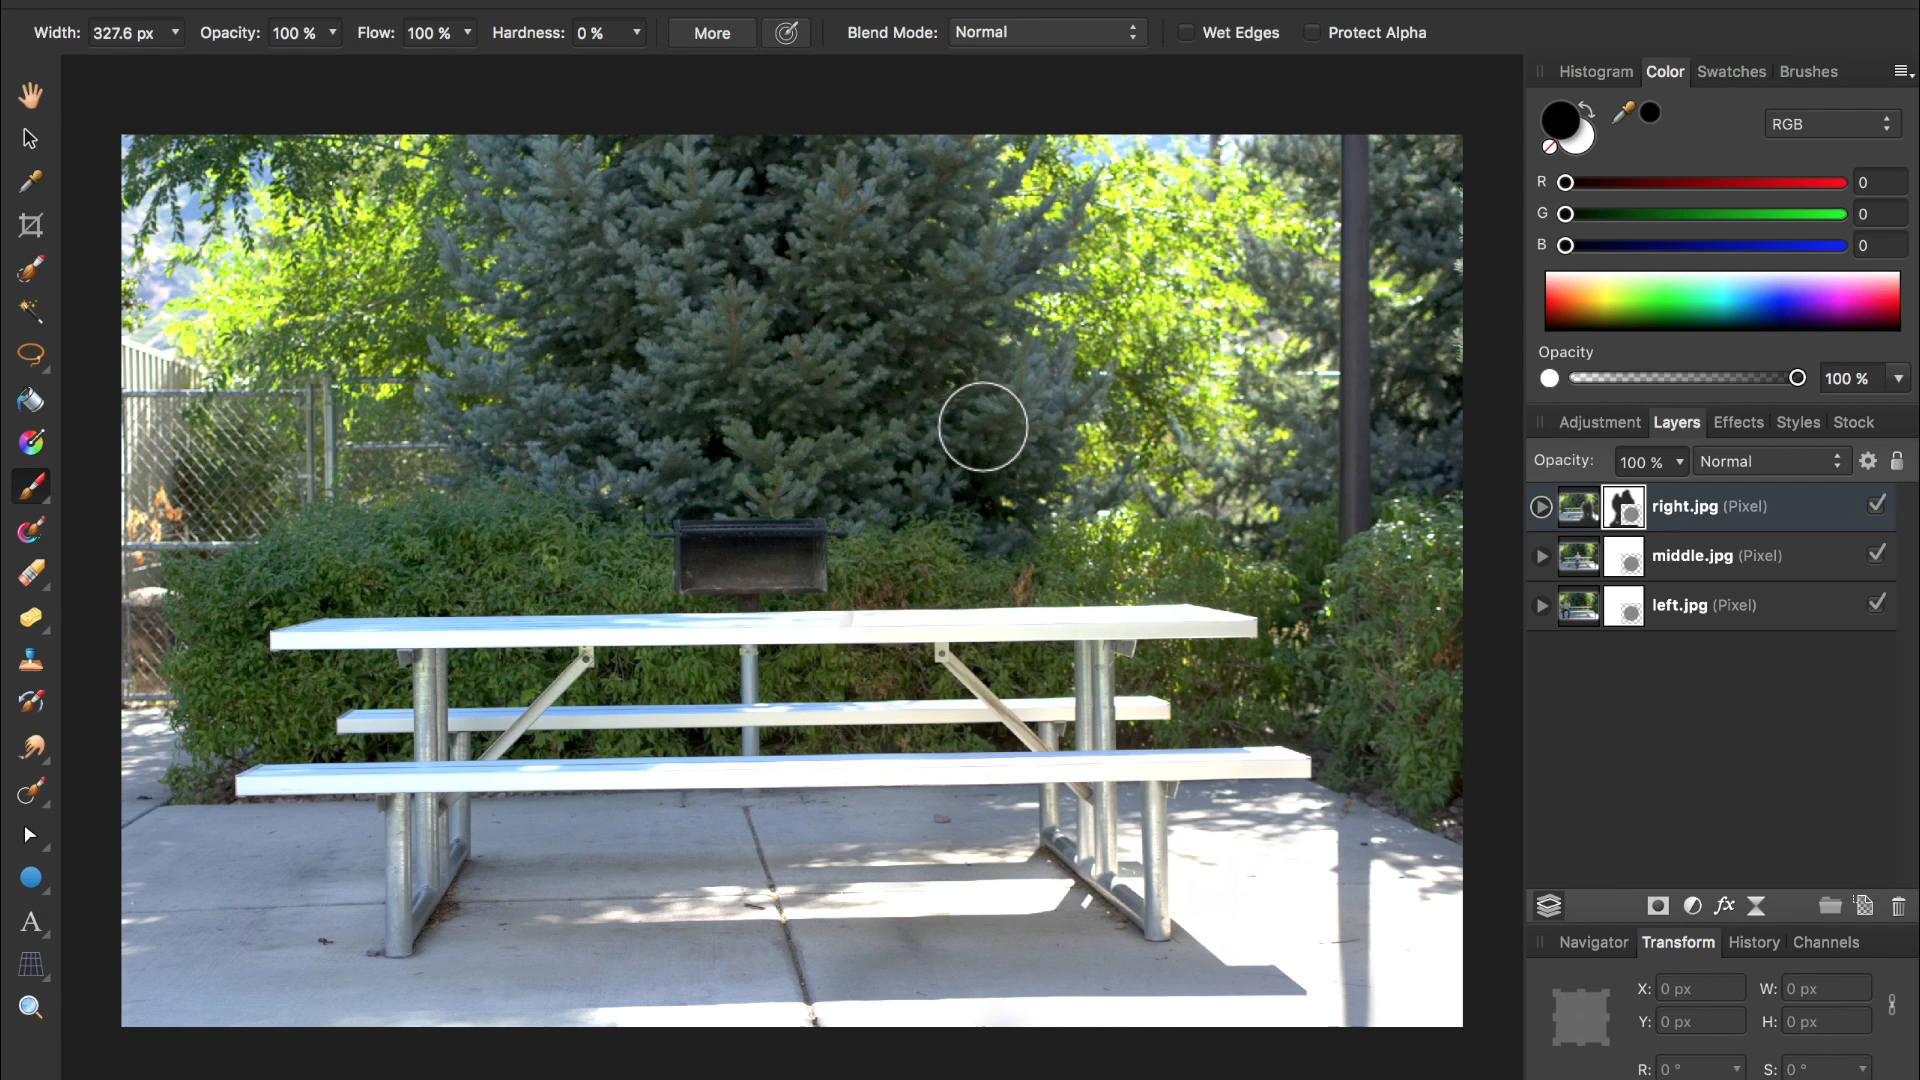 Width: 327.6 px Opacity: 100 % Flow: 100 % Hardness: 0 % More Blend Mode: Normal Wet Edges Protect Alpha
Histogram Color Swatches Brushes
RGB
R 0
G 0
B 0
Opacity
100 %
Adjustment Layers Effects Styles Stock
Opacity: 100 % Normal
right.jpg (Pixel)
middle.jpg (Pixel)
left.jpg (Pixel)
fx
A
Navigator Transform History Channels
X: 0 px W: 0 px
Y: 0 px H: 0 px
R: 0 ° S: 0 °